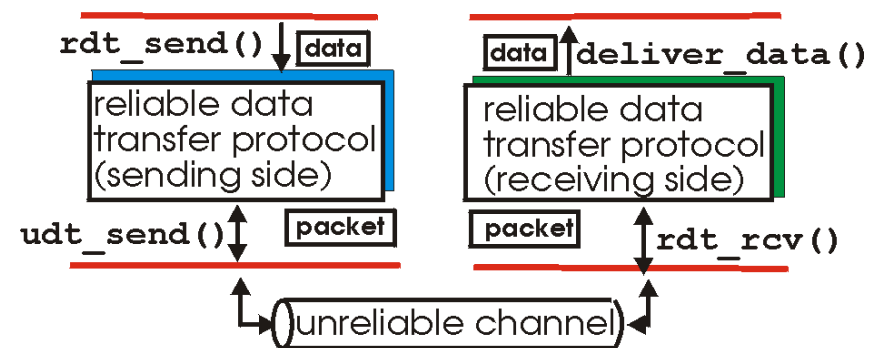 rdt_send()
data
data
deliver_data()
reliable data
transfer protocol
(sending side)
reliable data
transfer protocol
(receiving side)
udt_send()
packet
packet
rdt_rcv()
unreliable channel